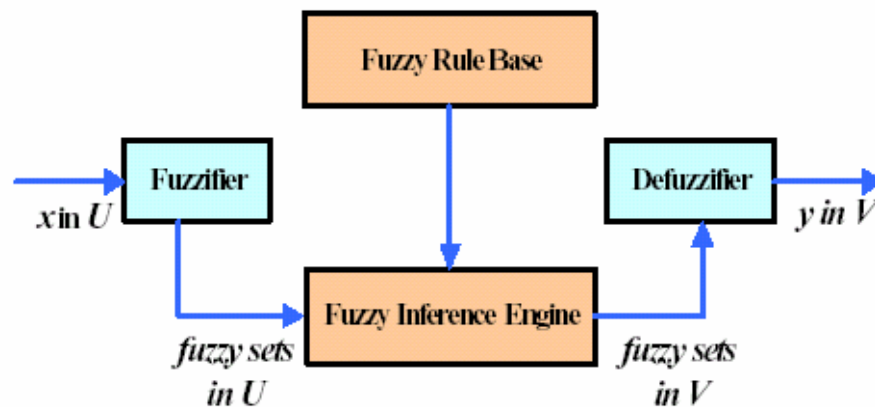 Fuzzy Rule Base
Fuzzifier
Defuzzifier
x in U
y in V
Fuzzy Inference Engine
fuzzy sets
in U
fuzzy sets
in V